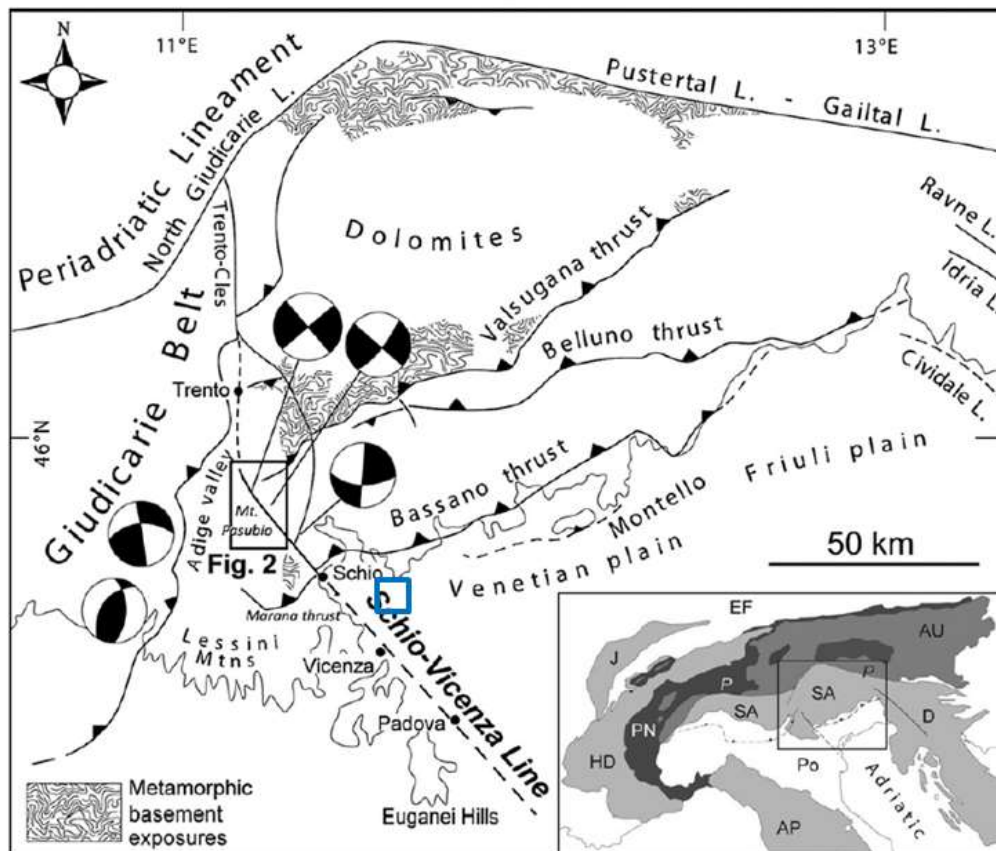 N
11°E
13°E
Periadriatic Lineament
North Giudicarie L.
Pustertal L. - Gailtal L.
Trento-Cles
Dolomites
Valsugana thrust
Ravne L.
Idria L.
Cividale L.
Giudicarie Belt
Belluno thrust
Trento
46°N
Adige valley
Mt.
Pasubio
Fig. 2
Bassano thrust
Montello
Friuli plain
Venetian plain
50 km
Schio
Marana thrust
Schio-Vicenza Line
Lessini
Mtns
Vicenza
Padova
Euganei Hills
Metamorphic
basement
exposures
EF
AU
J
P
P
SA
SA
D
PN
HD
Po
Adriatic
AP